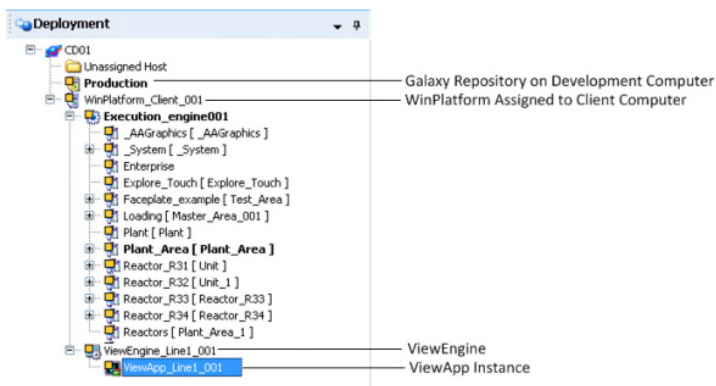 Deployment
CD01
Unassigned Host
Production
Galaxy Repository on Development Computer
WinPlatform_Client_001
WinPlatform Assigned to Client Computer
Execution_engine001
_AAGraphics [ _AAGraphics ]
_System [ _System ]
Enterprise
Explore_Touch [ Explore_Touch ]
Faceplate_example [ Test_Area ]
Loading [ Master_Area_001 ]
Plant [ Plant ]
Plant_Area [ Plant_Area ]
Reactor_R31 [ Unit ]
Reactor_R32 [ Unit_1 ]
Reactor_R33 [ Reactor_R33 ]
Reactor_R34 [ Reactor_R34 ]
Reactors [ Plant_Area_1 ]
ViewEngine_Line1_001
ViewEngine
ViewApp_Line1_001
ViewApp Instance